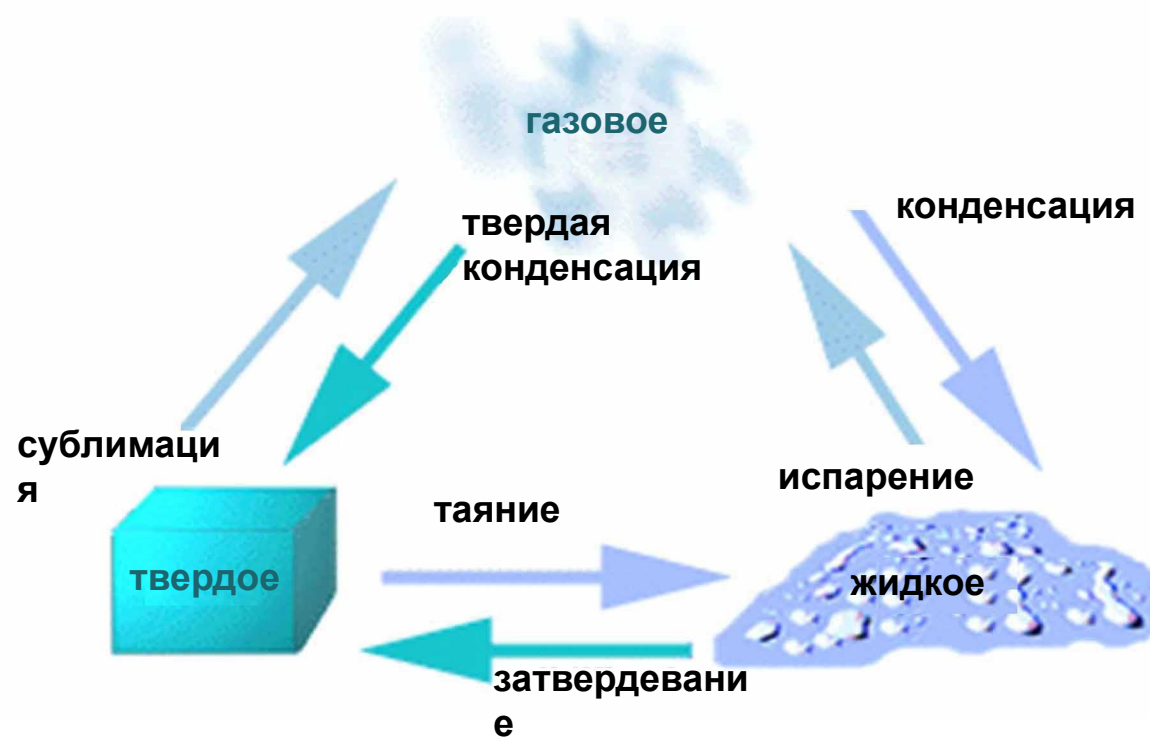 газовое
твердая
конденсация
конденсация
сублимаци
я
испарение
таяние
твердое
жидкое
затвердевани
е